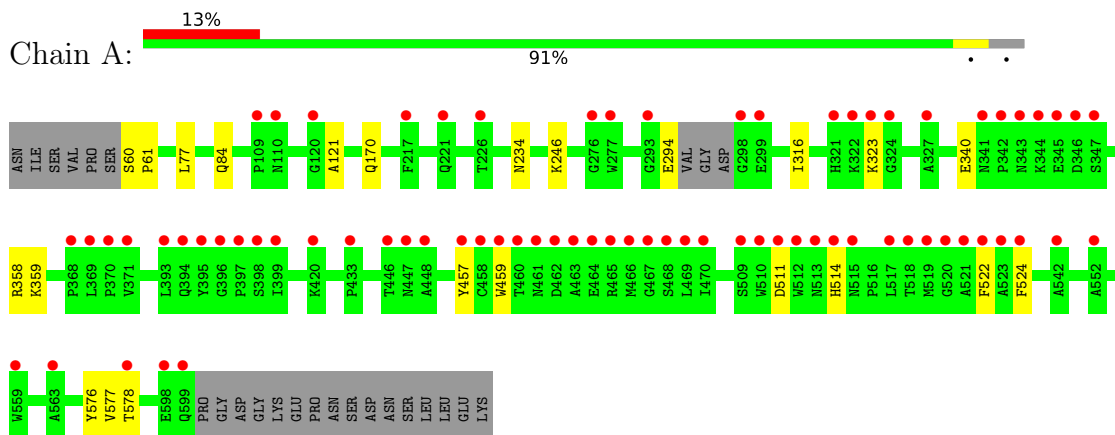 13%
Chain A:
91%
ASN ILE SER VAL PRO SER S60 P61 L77 Q84 P109 N110 G120 A121 Q170 F217 Q221 T226 N234 K246 G276 W277 G293 E294 VAL GLY ASP G298 E299 I316 H321 K322 K323 G324 A327 E340 N341 P342 N343 K344 E345 D346 S347
R358 K359 P368 L369 P370 V371 L393 Q394 Y395 G396 P397 S398 I399 K420 P433 T446 N447 A448 Y457 C458 W459 T460 N461 D462 A463 E464 R465 M466 G467 S468 L469 I470 S509 W510 D511 W512 N513 H514 N515 P516 L517 T518 M519 G520 A521 F522 A523 F524 A542 A552
W559 A563 Y576 V577 T578 E598 Q599 PRO GLY ASP GLY LYS GLU PRO ASN SER ASP ASN SER LEU LEU GLU LYS